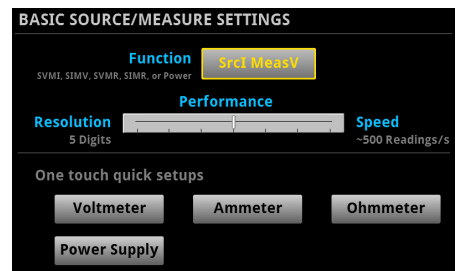 BASIC SOURCE/MEASURE SETTINGS
Function
SrcI MeasV
SVMI, SIMV, SVMR, SIMR, or Power
Performance
Resolution
Speed
5 Digits
~500 Readings/s
One touch quick setups
Voltmeter
Ammeter
Ohmmeter
Power Supply